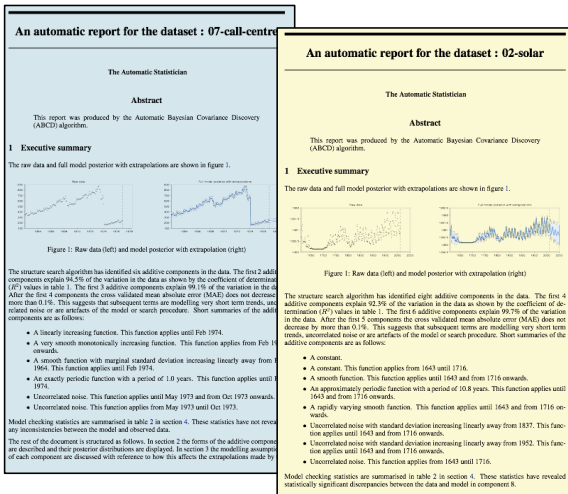 An automatic report for the dataset : 07-call-centre
The Automatic Statistician
Abstract
This report was produced by the Automatic Bayesian Covariance Discovery
(ABCD) algorithm.
1 Executive summary
The raw data and full model posterior with extrapolations are shown in figure 1.
Raw data
Full model posterior with extrapolations
Figure 1: Raw data (left) and model posterior with extrapolation (right)
The structure search algorithm has identified six additive components in the data. The first 2 addit
components explain 94.5% of the variation in the data as shown by the coefficient of determinat
(R²) values in table 1. The first 3 additive components explain 99.1% of the variation in the da
After the first 4 components the cross validated mean absolute error (MAE) does not decrease
more than 0.1%. This suggests that subsequent terms are modelling very short term trends, unc
related noise or are artefacts of the model or search procedure. Short summaries of the addit
components are as follows:
• A linearly increasing function. This function applies until Feb 1974.
• A very smooth monotonically increasing function. This function applies from Feb 19
onwards.
• A smooth function with marginal standard deviation increasing linearly away from
1964. This function applies until Feb 1974.
• An exactly periodic function with a period of 1.0 years. This function applies until
1974.
• Uncorrelated noise. This function applies until May 1973 and from Oct 1973 onwards.
• Uncorrelated noise. This function applies from May 1973 until Oct 1973.
Model checking statistics are summarised in table 2 in section 4. These statistics have not revea
any inconsistencies between the model and observed data.
The rest of the document is structured as follows. In section 2 the forms of the additive compone
are described and their posterior distributions are displayed. In section 3 the modelling assumptio
of each component are discussed with reference to how this affects the extrapolations made by
An automatic report for the dataset : 02-solar
The Automatic Statistician
Abstract
This report was produced by the Automatic Bayesian Covariance Discovery
(ABCD) algorithm.
1 Executive summary
The raw data and full model posterior with extrapolations are shown in figure 1.
Raw data
Full model posterior with extrapolations
Figure 1: Raw data (left) and model posterior with extrapolation (right)
The structure search algorithm has identified eight additive components in the data. The first 4
additive components explain 92.3% of the variation in the data as shown by the coefficient of de-
termination (R²) values in table 1. The first 6 additive components explain 99.7% of the variation
in the data. After the first 5 components the cross validated mean absolute error (MAE) does not
decrease by more than 0.1%. This suggests that subsequent terms are modelling very short term
trends, uncorrelated noise or are artefacts of the model or search procedure. Short summaries of the
additive components are as follows:
• A constant.
• A constant. This function applies from 1643 until 1716.
• A smooth function. This function applies until 1643 and from 1716 onwards.
• An approximately periodic function with a period of 10.8 years. This function applies until
1643 and from 1716 onwards.
• A rapidly varying smooth function. This function applies until 1643 and from 1716 on-
wards.
• Uncorrelated noise with standard deviation increasing linearly away from 1837. This func-
tion applies until 1643 and from 1716 onwards.
• Uncorrelated noise with standard deviation increasing linearly away from 1952. This func-
tion applies until 1643 and from 1716 onwards.
• Uncorrelated noise. This function applies from 1643 until 1716.
Model checking statistics are summarised in table 2 in section 4. These statistics have revealed
statistically significant discrepancies between the data and model in component 8.